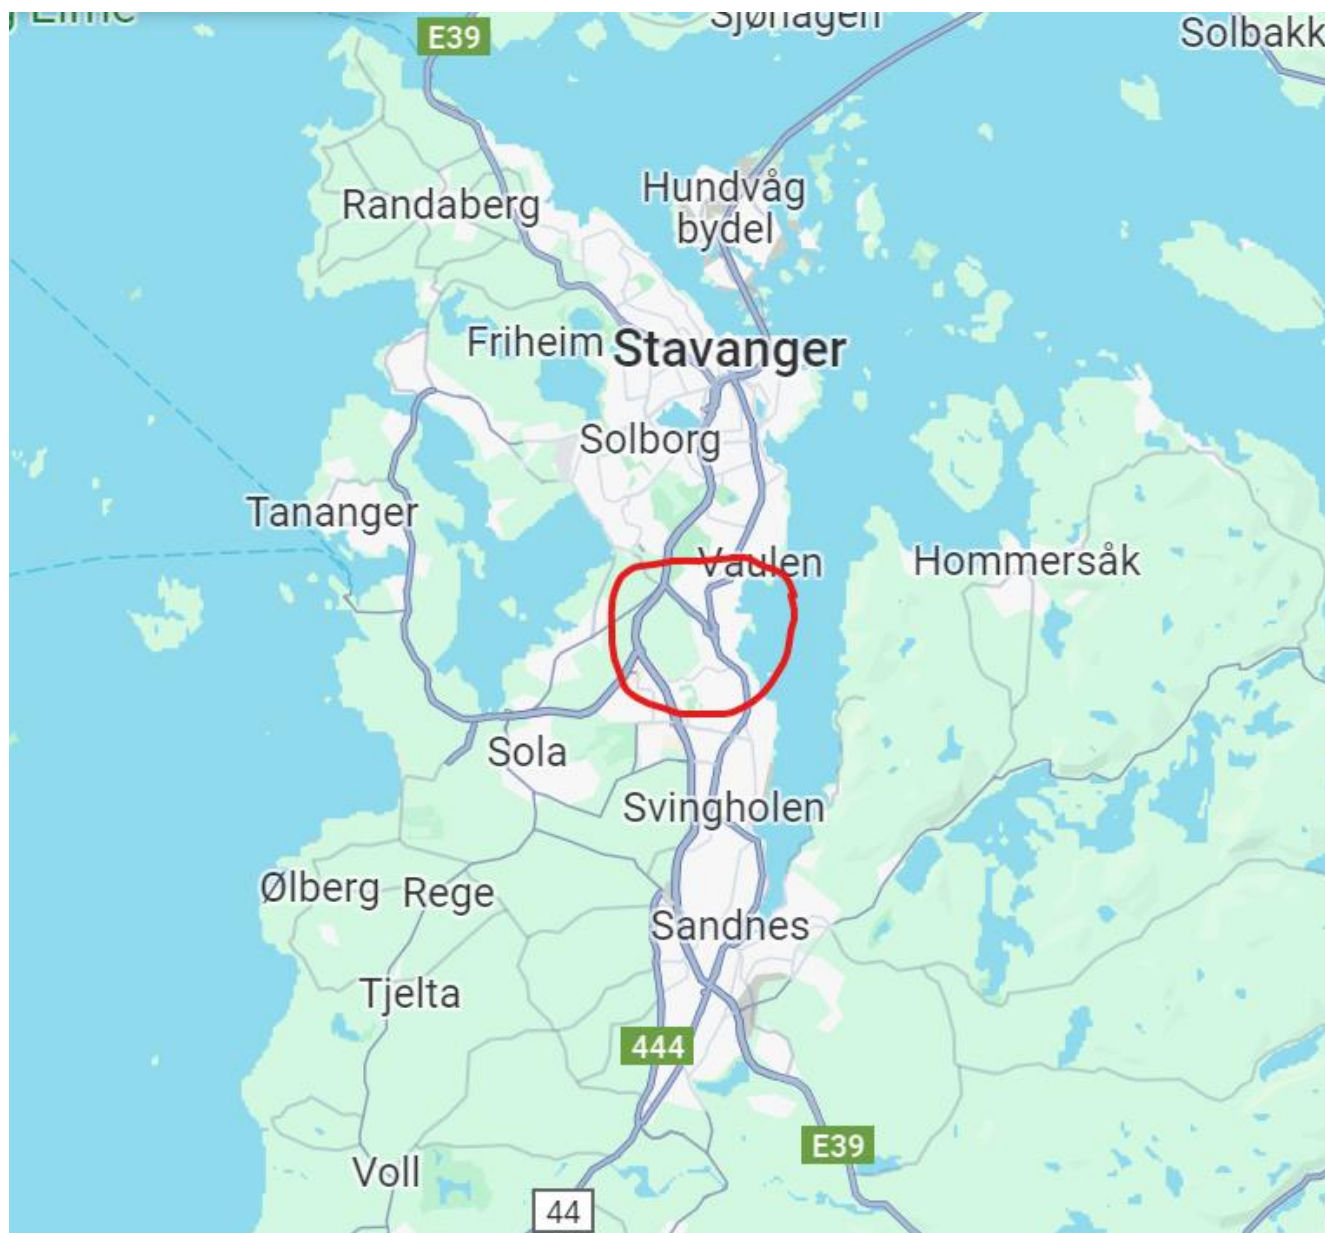 E39
Sjøhagen
Solbakk
Hundvåg
bydel
Randaberg
Friheim
Stavanger
Solborg
Tananger
Vaulen
Hommersåk
Sola
Svingholen
Ølberg
Rege
Sandnes
Tjelta
444
E39
Voll
44